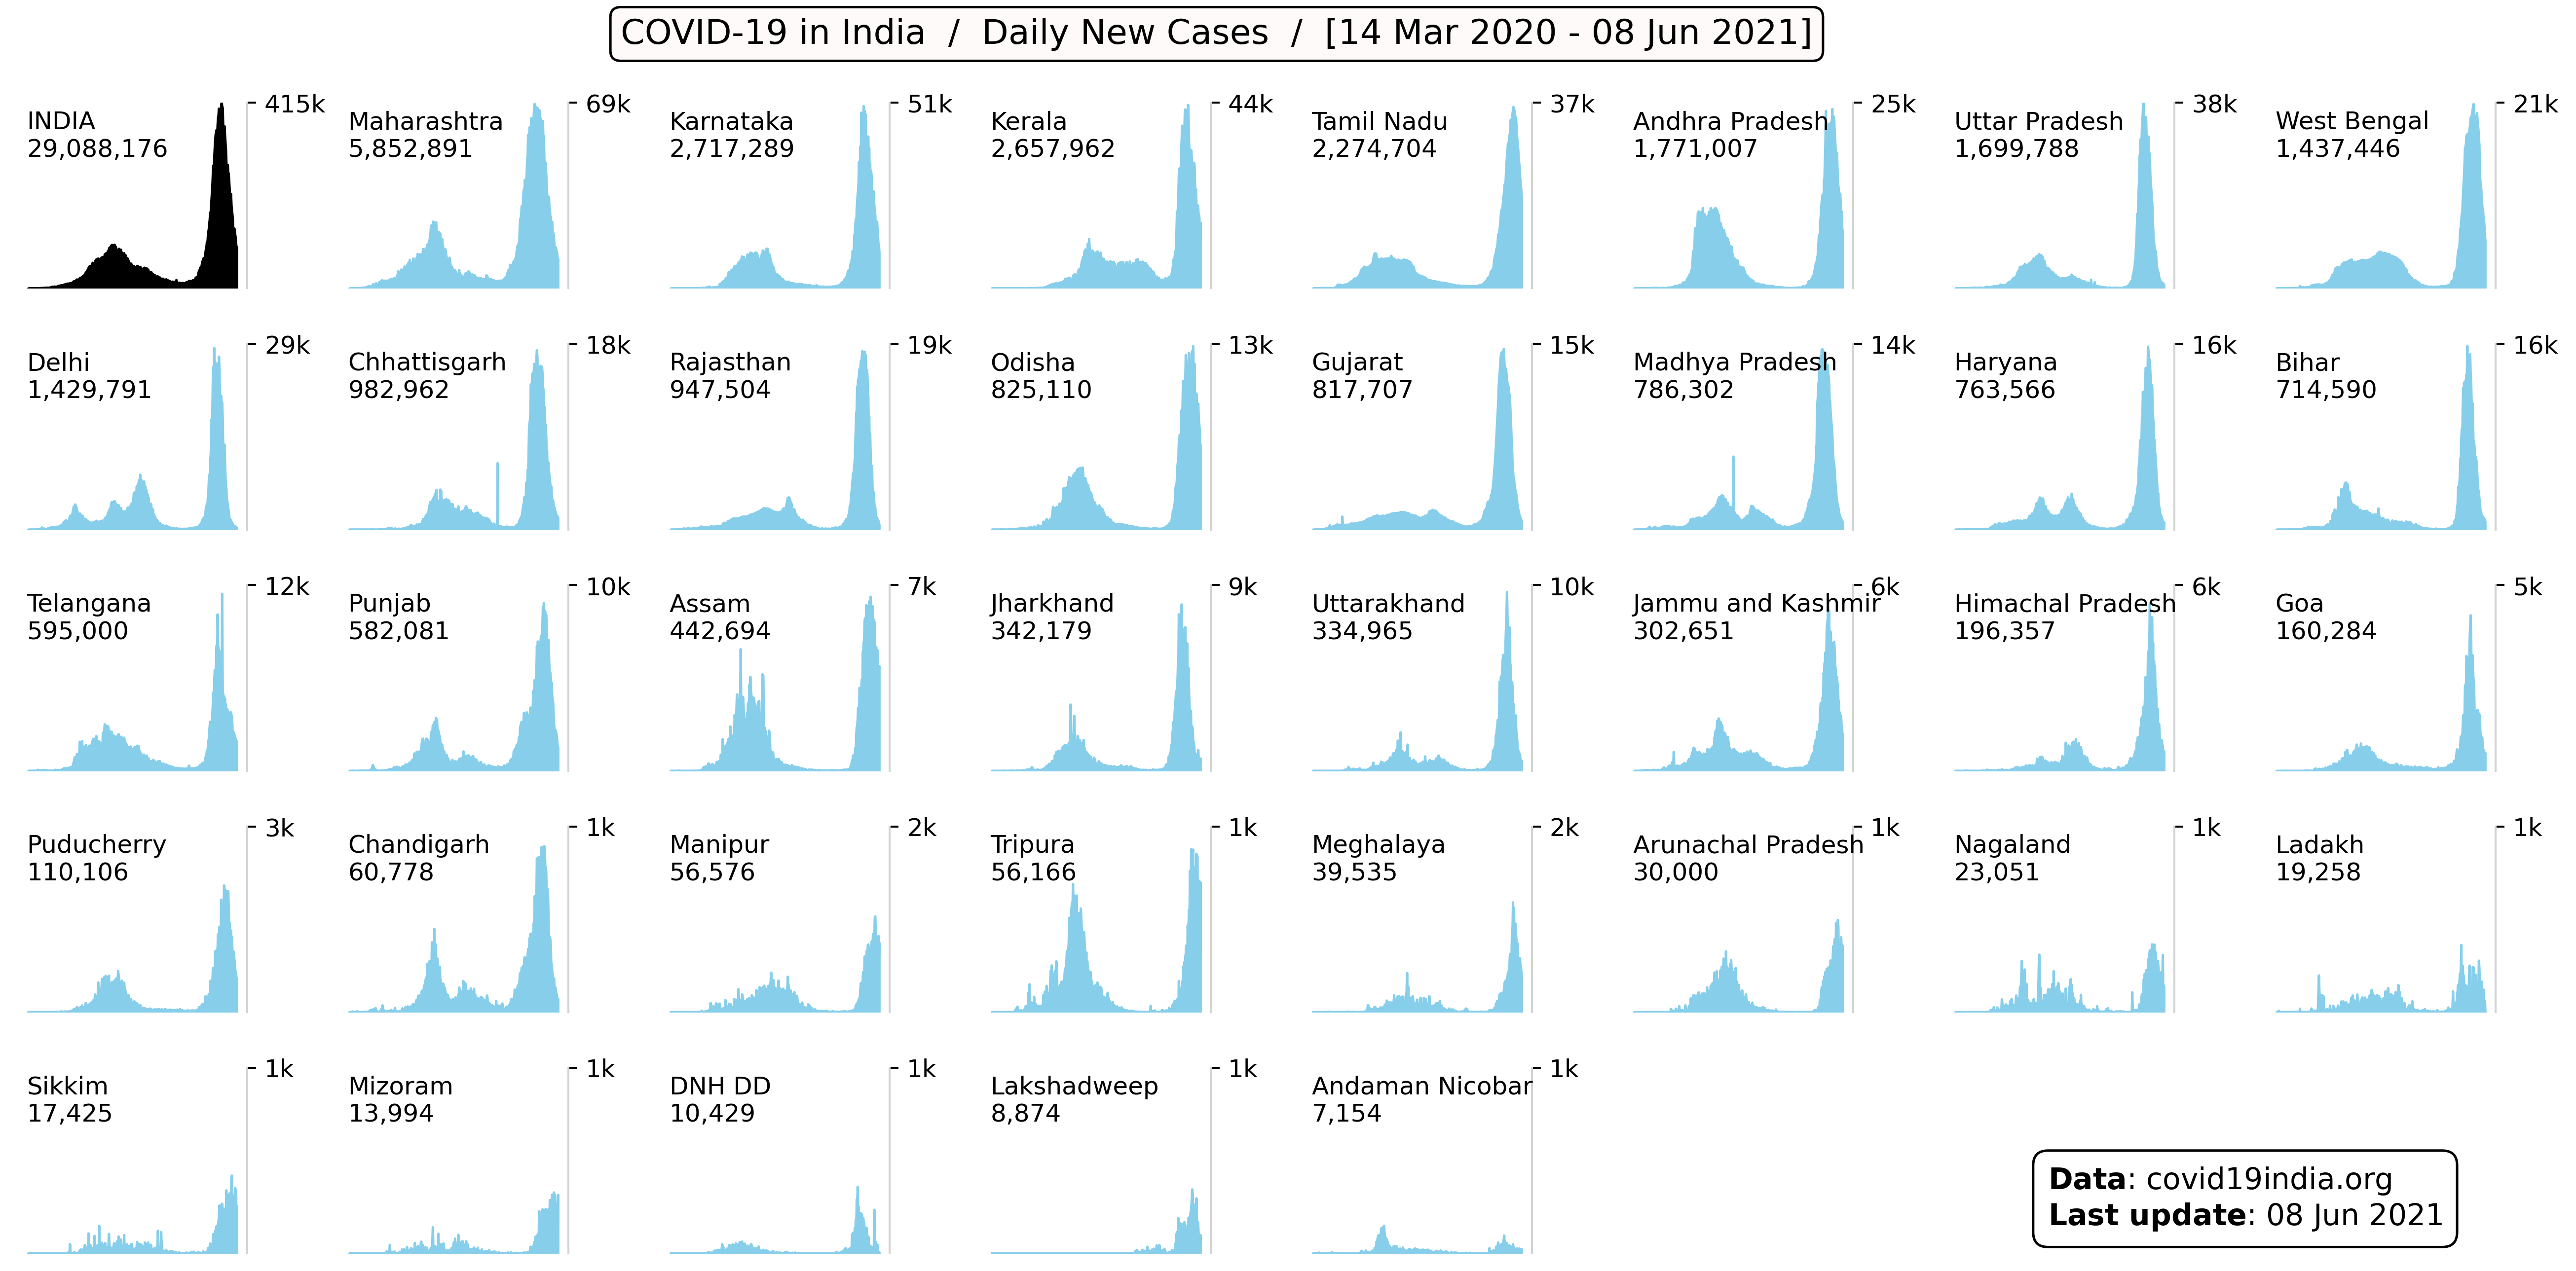 COVID-19 in India / Daily New Cases / [14 Mar 2020 - 08 Jun 2021]
INDIA
29,088,176
415k
Maharashtra
5,852,891
69k
Karnataka
2,717,289
51k
Kerala
2,657,962
44k
Tamil Nadu
2,274,704
37k
Andhra Pradesh
1,771,007
25k
Uttar Pradesh
1,699,788
38k
West Bengal
1,437,446
21k
Delhi
1,429,791
29k
Chhattisgarh
982,962
18k
Rajasthan
947,504
19k
Odisha
825,110
13k
Gujarat
817,707
15k
Madhya Pradesh
786,302
14k
Haryana
763,566
16k
Bihar
714,590
16k
Telangana
595,000
12k
Punjab
582,081
10k
Assam
442,694
7k
Jharkhand
342,179
9k
Uttarakhand
334,965
10k
Jammu and Kashmir
302,651
6k
Himachal Pradesh
196,357
6k
Goa
160,284
5k
Puducherry
110,106
3k
Chandigarh
60,778
1k
Manipur
56,576
2k
Tripura
56,166
1k
Meghalaya
39,535
2k
Arunachal Pradesh
30,000
1k
Nagaland
23,051
1k
Ladakh
19,258
1k
Sikkim
17,425
1k
Mizoram
13,994
1k
DNH DD
10,429
1k
Lakshadweep
8,874
1k
Andaman Nicobar
7,154
1k
Data: covid19india.org
Last update: 08 Jun 2021